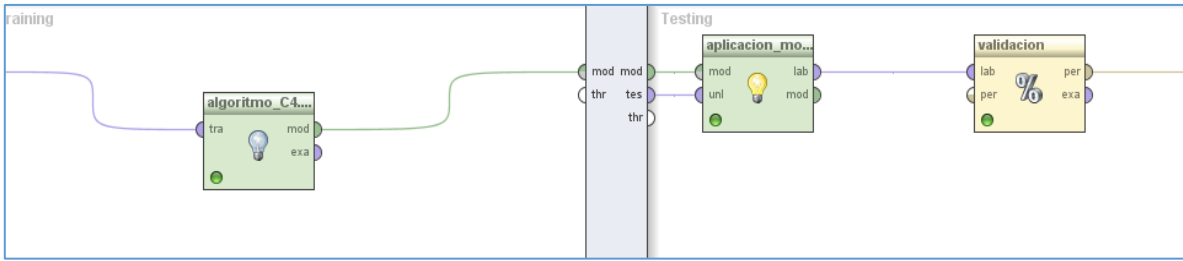 raining
algoritmo_C4....
tra
mod
exa
mod
thr
mod
tes
thr
Testing
aplicacion_mo...
mod
unl
lab
mod
validacion
lab
per
%
per
exa